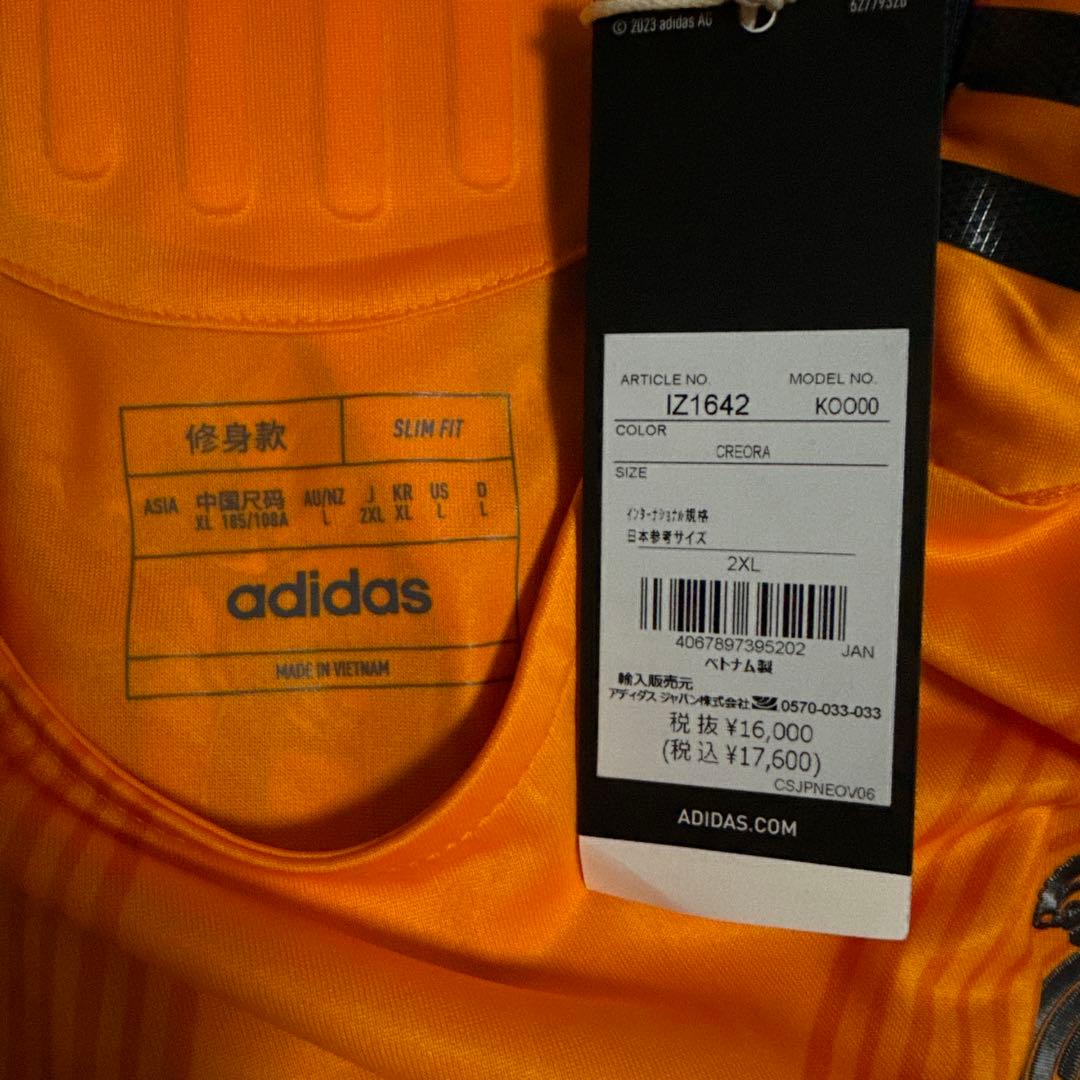 © 2023 adidas AG
62779320
修身款
SLIM FIT
ASIA 中国尺码 AU/NZ J KR US D
XL 185/108A L 2XL XL L L
adidas
MADE IN VIETNAM
ARTICLE NO. MODEL NO.
IZ1642 KOO00
COLOR
CREORA
SIZE
インターナショナル規格
日本参考サイズ
2XL
4067897395202 JAN
ベトナム製
輸入販売元
アディダス ジャパン株式会社 0570-033-033
税抜 ¥16,000
(税込 ¥17,600)
CSJPNEOV06
ADIDAS.COM